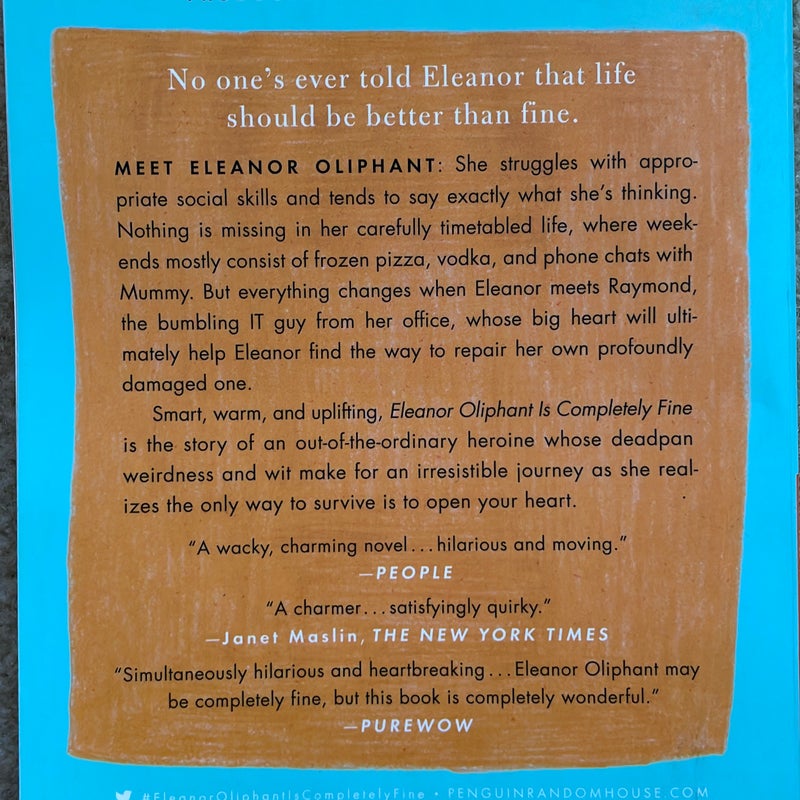 No one's ever told Eleanor that life
should be better than fine.
MEET ELEANOR OLIPHANT: She struggles with appro-
priate social skills and tends to say exactly what she's thinking.
Nothing is missing in her carefully timetabled life, where week-
ends mostly consist of frozen pizza, vodka, and phone chats with
Mummy. But everything changes when Eleanor meets Raymond,
the bumbling IT guy from her office, whose big heart will ulti-
mately help Eleanor find the way to repair her own profoundly
damaged one.
Smart, warm, and uplifting, Eleanor Oliphant Is Completely Fine
is the story of an out-of-the-ordinary heroine whose deadpan
weirdness and wit make for an irresistible journey as she real-
izes the only way to survive is to open your heart.
“A wacky, charming novel...hilarious and moving.”
—PEOPLE
“A charmer...satisfyingly quirky.”
—Janet Maslin, THE NEW YORK TIMES
“Simultaneously hilarious and heartbreaking...Eleanor Oliphant may
be completely fine, but this book is completely wonderful.”
—PUREWOW
#EleanorOliphantIsCompletelyFine • PENGUINRANDOMHOUSE.COM